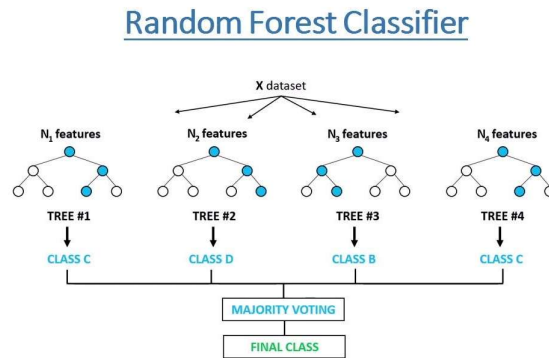 Random Forest Classifier
X dataset
N₁ features N₂ features N₃ features N₄ features
TREE #1 TREE #2 TREE #3 TREE #4
CLASS C CLASS D CLASS B CLASS C
MAJORITY VOTING
FINAL CLASS